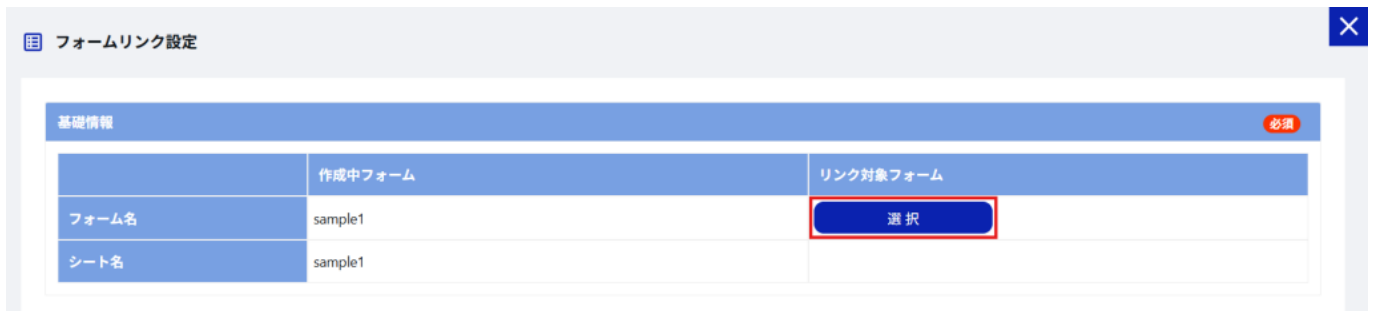 フォームリンク設定
基礎情報 必須
作成中フォーム リンク対象フォーム
フォーム名 sample1 選択
シート名 sample1